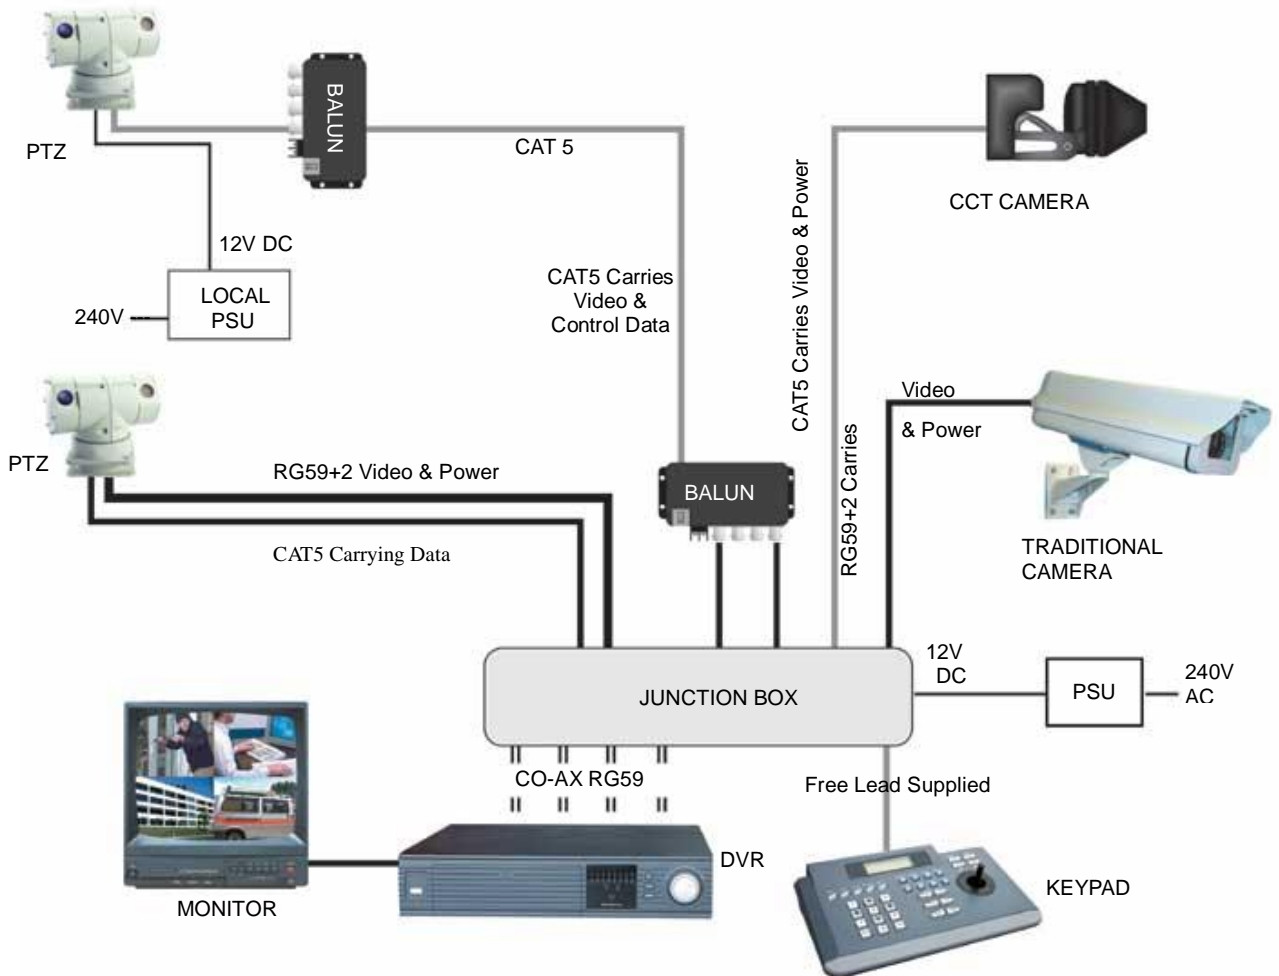 BALUN
PTZ
CAT 5
CCT CAMERA
12V DC
LOCAL
PSU
240V
CAT5 Carries
Video &
Control Data
CAT5 Carries Video & Power
RG59+2 Carries
Video
& Power
PTZ
RG59+2 Video & Power
CAT5 Carrying Data
BALUN
TRADITIONAL
CAMERA
JUNCTION BOX
12V
DC
PSU
240V
AC
CO-AX RG59
Free Lead Supplied
DVR
KEYPAD
MONITOR